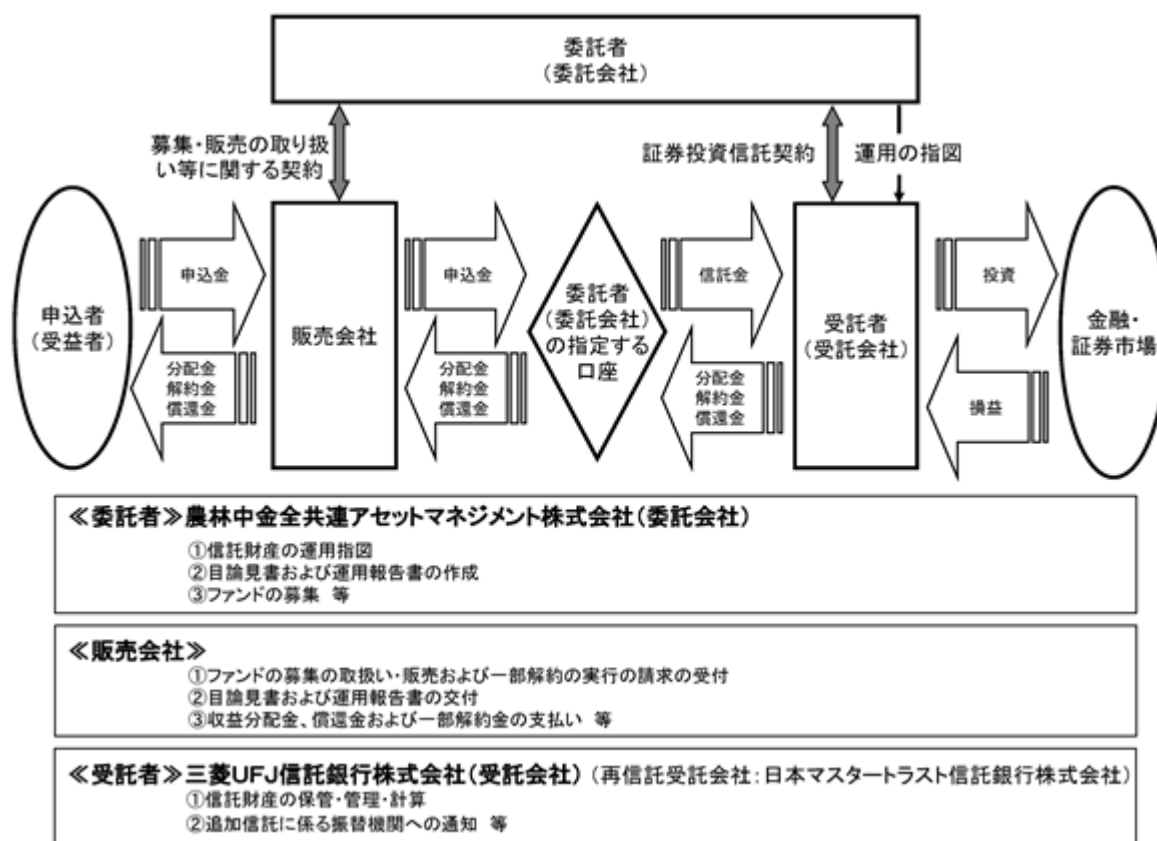 委託者
(委託会社)
募集・販売の取り扱
い等に関する契約
証券投資信託契約
運用の指図
申込者
(受益者)
申込金
分配金
解約金
償還金
販売会社
申込金
分配金
解約金
償還金
委託者
(委託会社)
の指定する
口座
信託金
分配金
解約金
償還金
受託者
(受託会社)
投資
損益
金融・
証券市場
≪委託者≫農林中金全共連アセットマネジメント株式会社(委託会社)
①信託財産の運用指図
②目論見書および運用報告書の作成
③ファンドの募集 等
≪販売会社≫
①ファンドの募集の取扱い・販売および一部解約の実行の請求の受付
②目論見書および運用報告書の交付
③収益分配金、償還金および一部解約金の支払い 等
≪受託者≫三菱UFJ信託銀行株式会社(受託会社) (再信託受託会社:日本マスタートラスト信託銀行株式会社)
①信託財産の保管・管理・計算
②追加信託に係る振替機関への通知 等